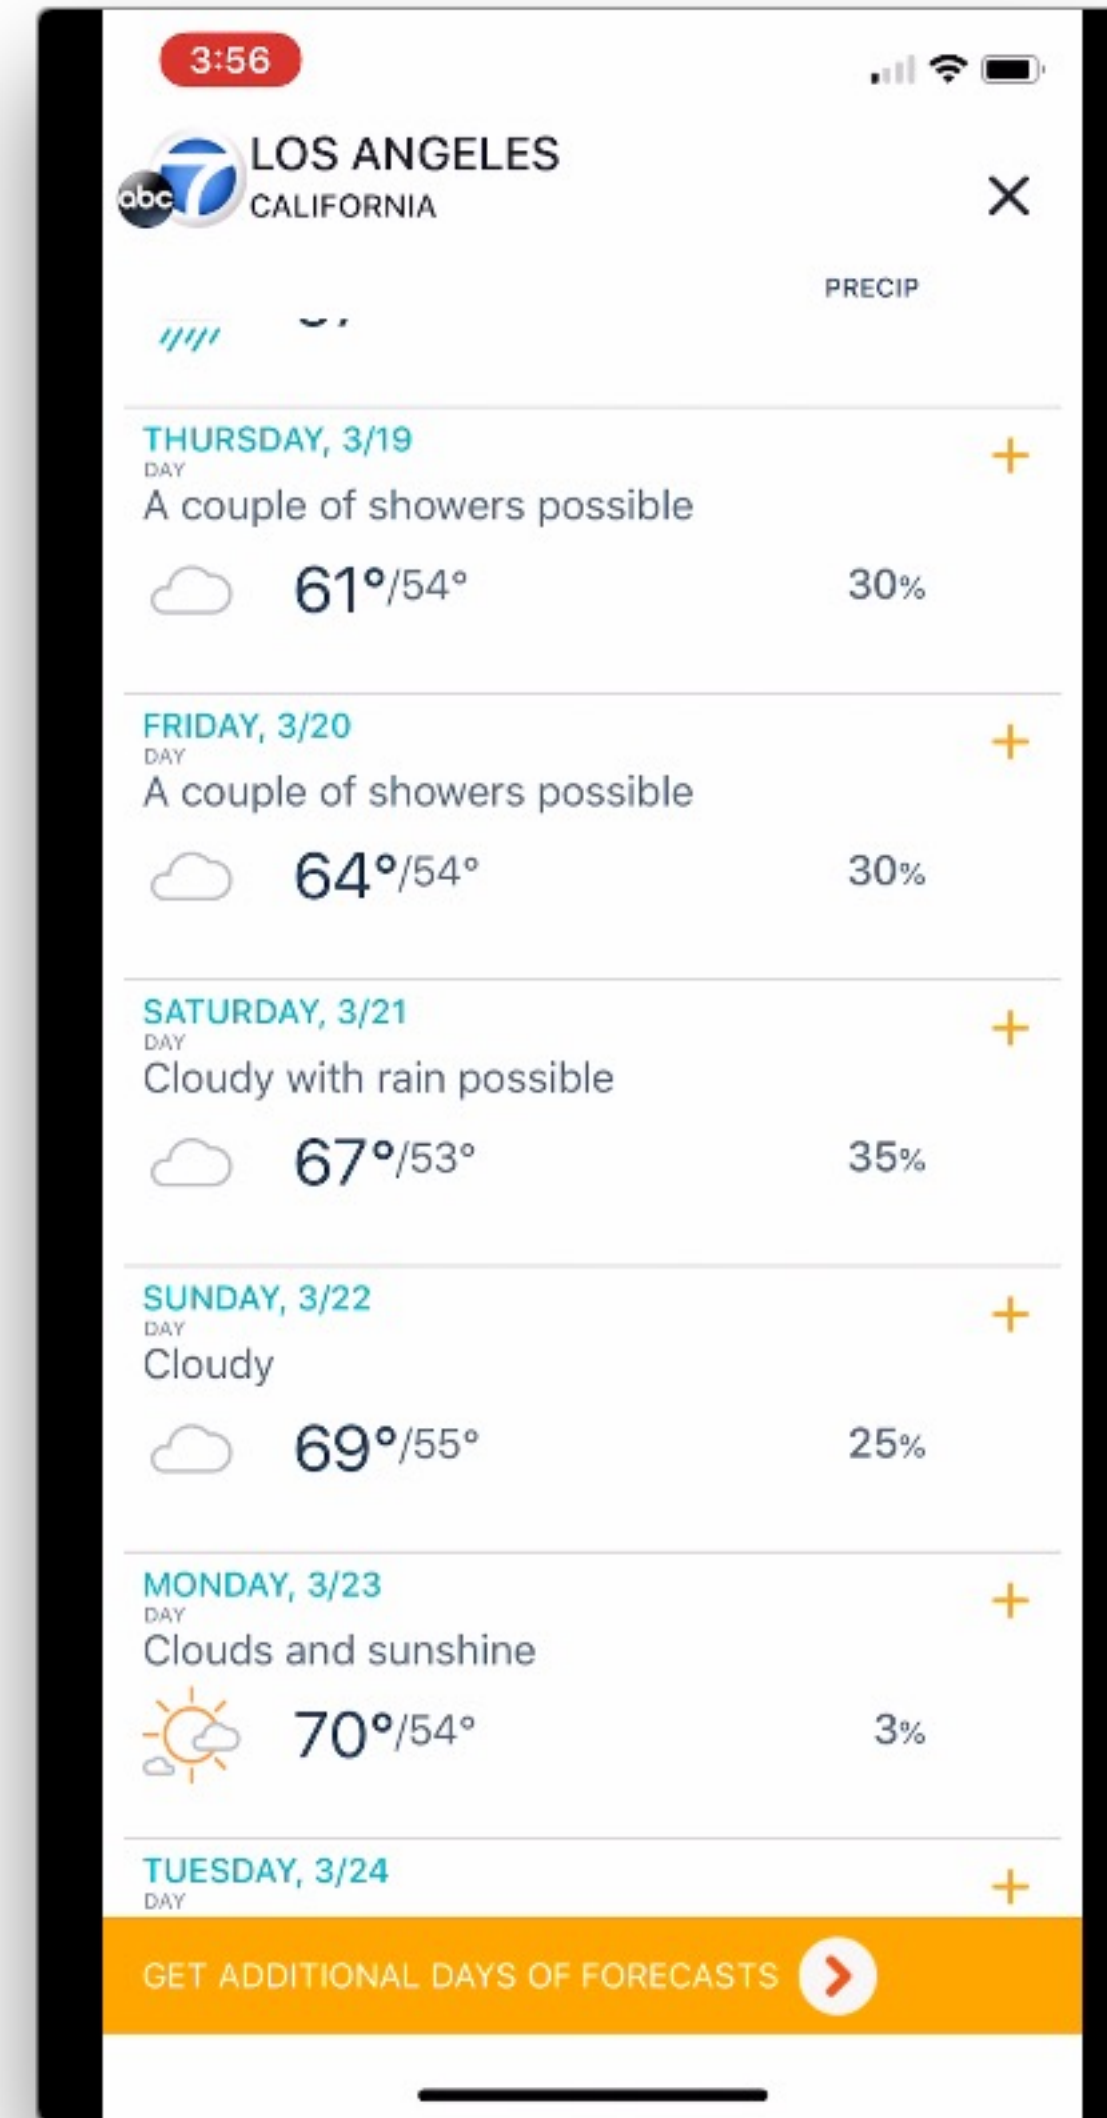 3:56
abc 7 LOS ANGELES
CALIFORNIA
PRECIP
THURSDAY, 3/19
DAY
A couple of showers possible
61°/54° 30%
FRIDAY, 3/20
DAY
A couple of showers possible
64°/54° 30%
SATURDAY, 3/21
DAY
Cloudy with rain possible
67°/53° 35%
SUNDAY, 3/22
DAY
Cloudy
69°/55° 25%
MONDAY, 3/23
DAY
Clouds and sunshine
70°/54° 3%
TUESDAY, 3/24
DAY
GET ADDITIONAL DAYS OF FORECASTS